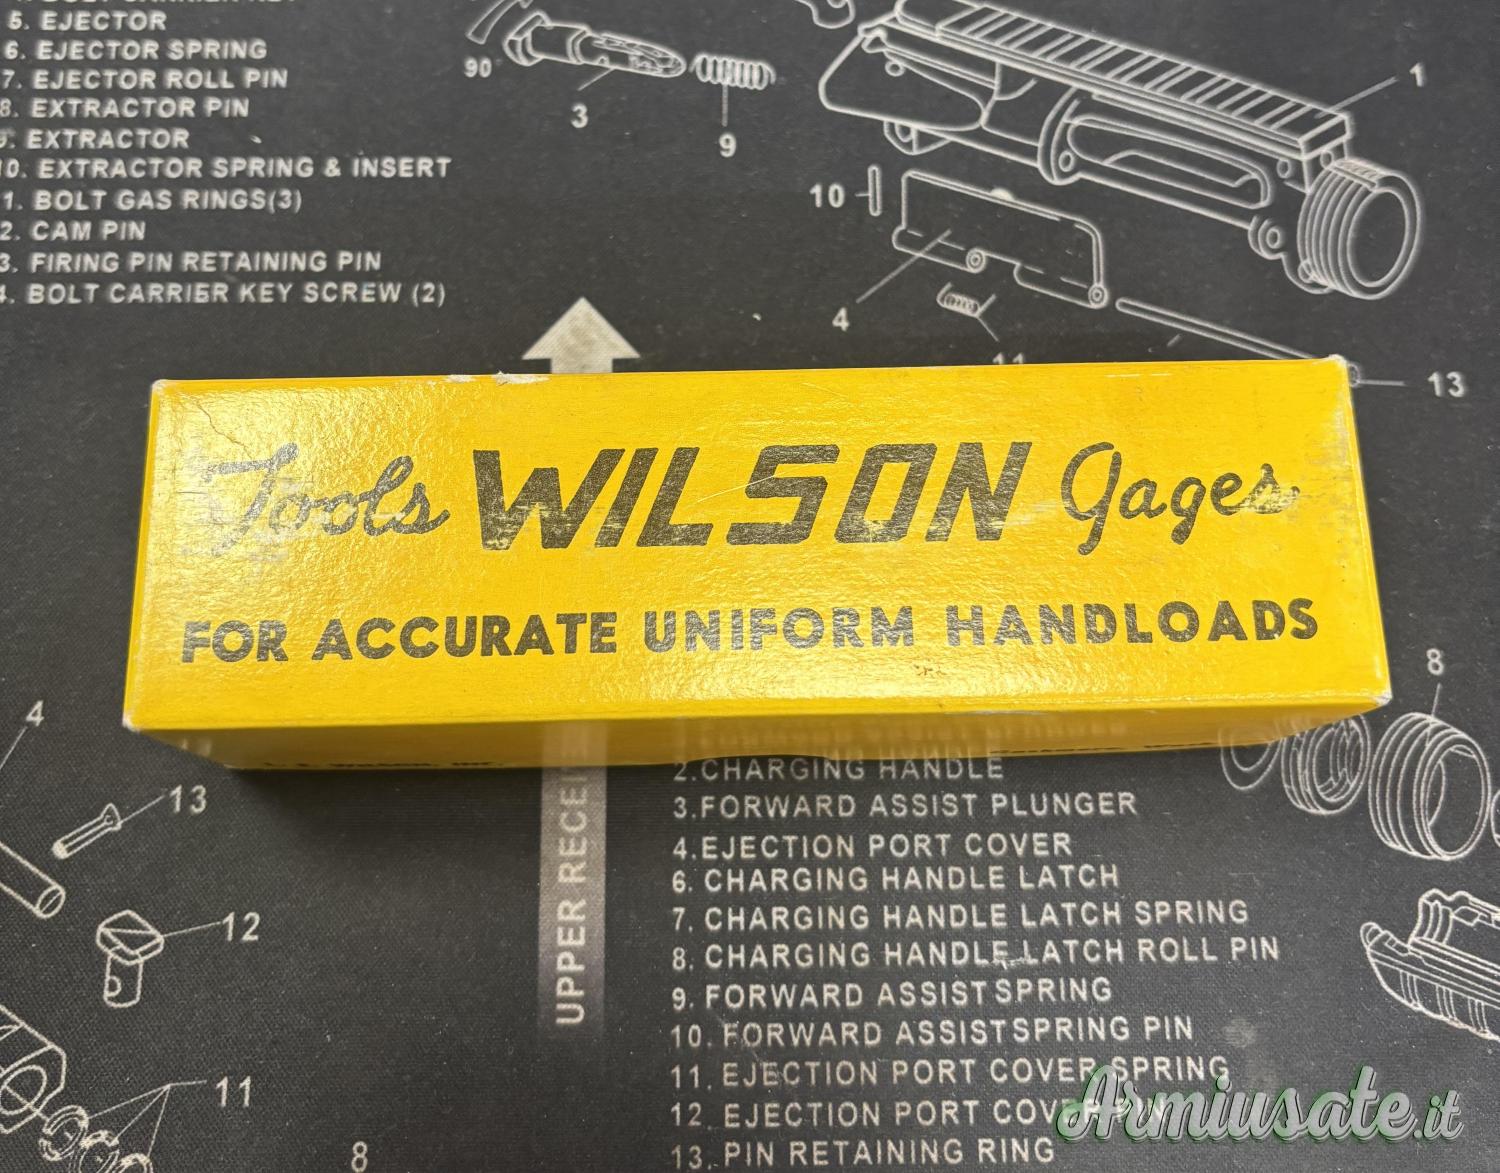 5. EJECTOR
6. EJECTOR SPRING
7. EJECTOR ROLL PIN
8. EXTRACTOR PIN
EXTRACTOR
10. EXTRACTOR SPRING & INSERT
1. BOLT GAS RINGS(3)
2. CAM PIN
3. FIRING PIN RETAINING PIN
4. BOLT CARRIER KEY SCREW (2)
90
3
9
1
10
4
11
13
Tools WILSON Gages
FOR ACCURATE UNIFORM HANDLOADS
L. E. WILSON, INC.
4
13
12
11
8
8
UPPER RECEI
2.CHARGING HANDLE
3.FORWARD ASSIST PLUNGER
4.EJECTION PORT COVER
6. CHARGING HANDLE LATCH
7. CHARGING HANDLE LATCH SPRING
8. CHARGING HANDLE LATCH ROLL PIN
9. FORWARD ASSIST SPRING
10. FORWARD ASSIST SPRING PIN
11. EJECTION PORT COVER SPRING
12. EJECTION PORT COVER PIN
13. PIN RETAINING RING
Armiusate.it